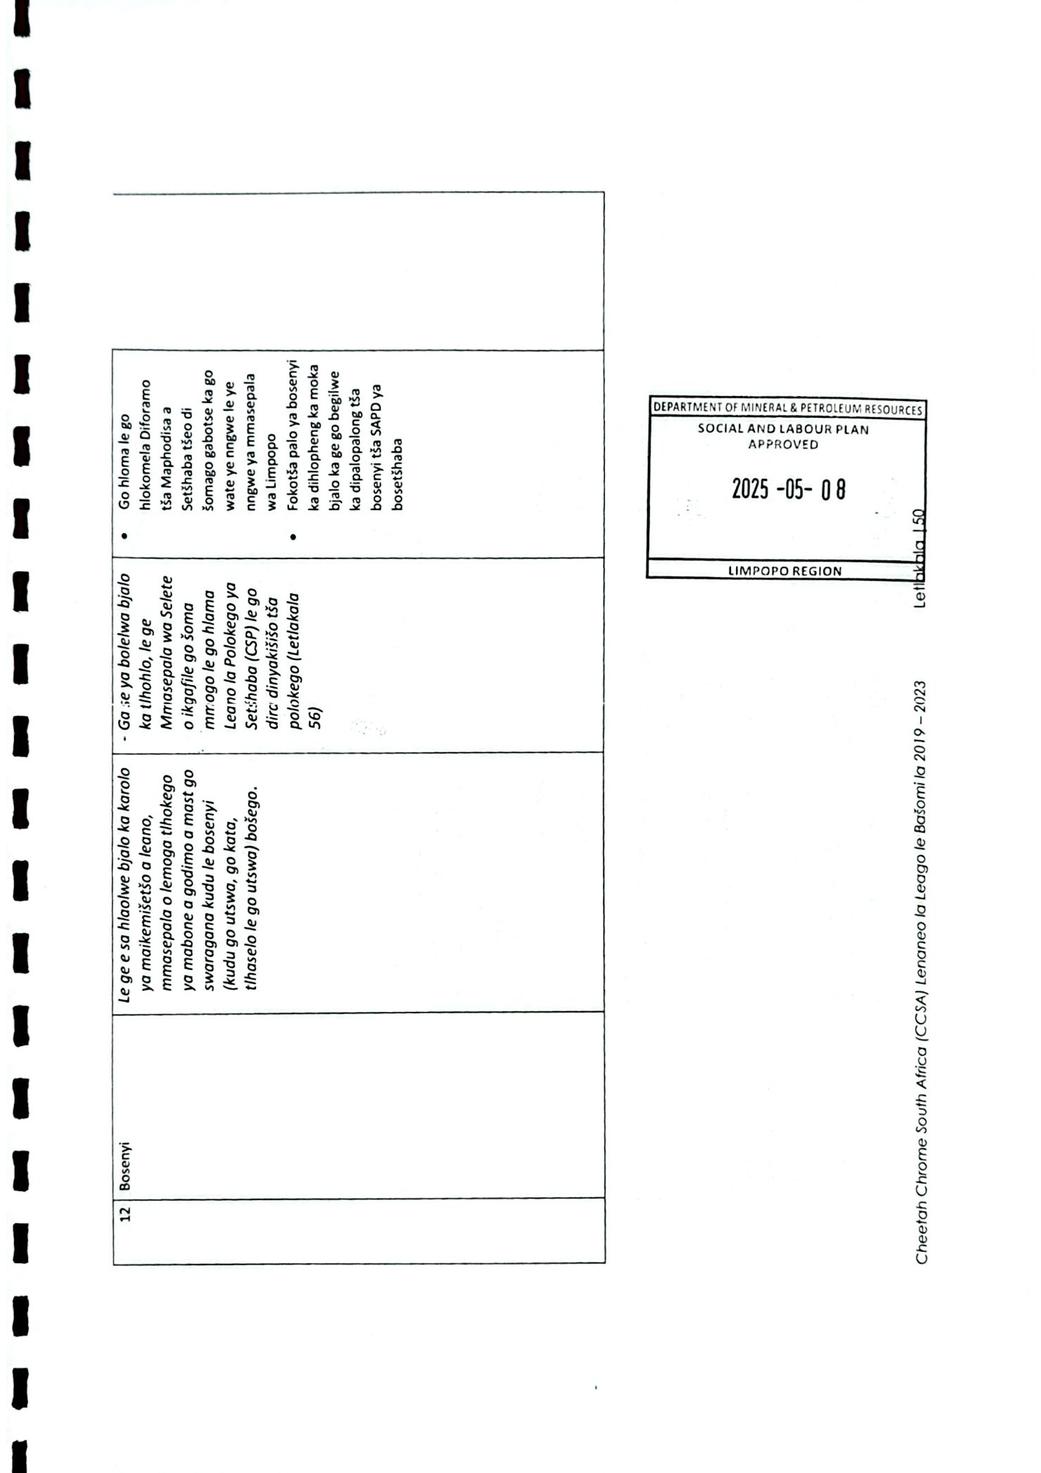 12
Bosenyi
Le ge e sa hlaolwe bjalo ka karolo
ya maikemišetšo a leano,
mmasepala o lemoga tlhokego
ya mabone a godimo a mast go
swaragana kudu le bosenyi
(kudu go utswa, go kata,
tlhaselo le go utswa) bošego.
- Ga se ya bolelwa bjalo
ka tlhohlo, le ge
Mmasepala wa Selete
o ikgafile go šoma
mmogo le go hlama
Leano la Polokego ya
Setšhaba (CSP) le go
dira dinyakišišo tša
polokego (Letlakala
56)
• Go hloma le go
hlokomela Diforamo
tša Maphodisa a
Setšhaba tšeo di
šomago gabotse ka go
wate ye nngwe le ye
nngwe ya mmasepala
wa Limpopo
• Fokotša palo ya bosenyi
ka dihlopheng ka moka
bjalo ka ge go begilwe
ka dipalopalong tša
bosenyi tša SAPD ya
bosetšhaba
DEPARTMENT OF MINERAL & PETROLEUM RESOURCES
SOCIAL AND LABOUR PLAN
APPROVED
2025 -05- 08
LIMPOPO REGION
Cheetah Chrome South Africa (CCSA) Lenaneo la Leago le Bašomi la 2019 – 2023
Letlakala | 50